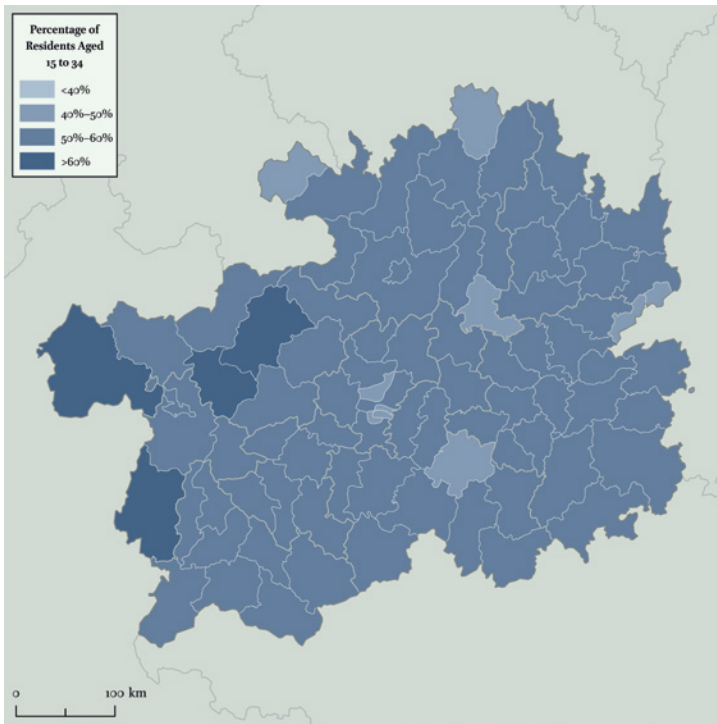 Percentage of
Residents Aged
15 to 34
<40%
40%–50%
50%–60%
>60%
0 100 km